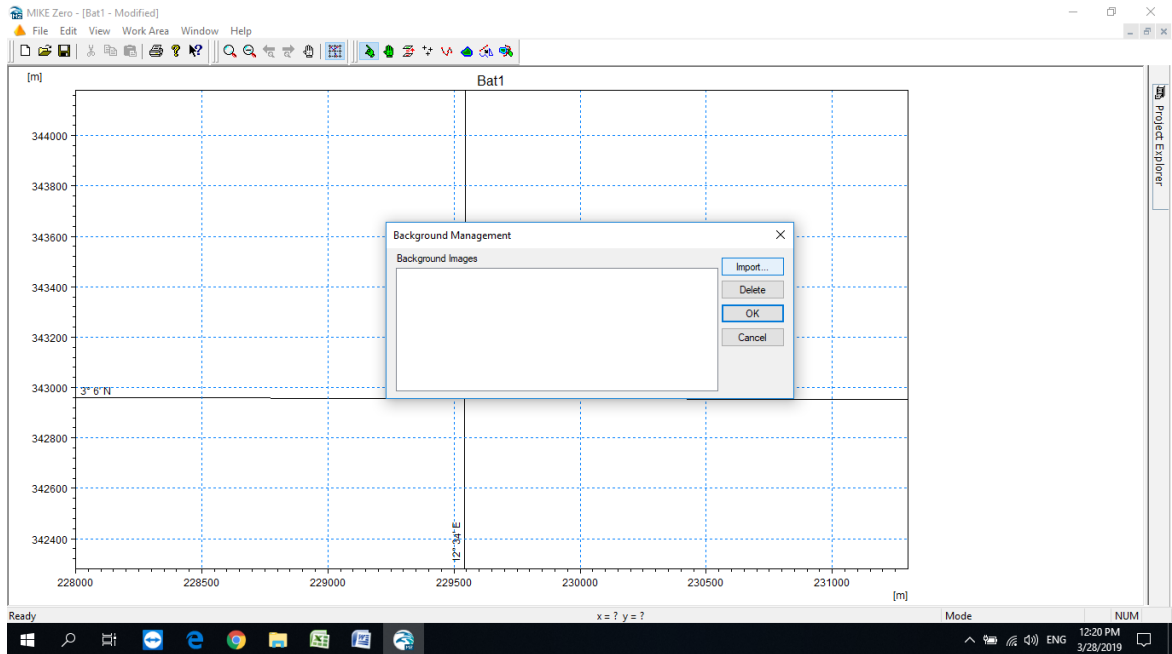 MIKE Zero - [Bat1 - Modified]
File Edit View Work Area Window Help
[m]
Bat1
344000
343800
343600
343400
343200
343000
342800
342600
342400
3° 6' N
12° 34' E
228000 228500 229000 229500 230000 230500 231000
[m]
Background Management
Background Images
Import...
Delete
OK
Cancel
Project Explorer
Ready x = ? y = ? Mode NUM
ENG 12:20 PM
3/28/2019